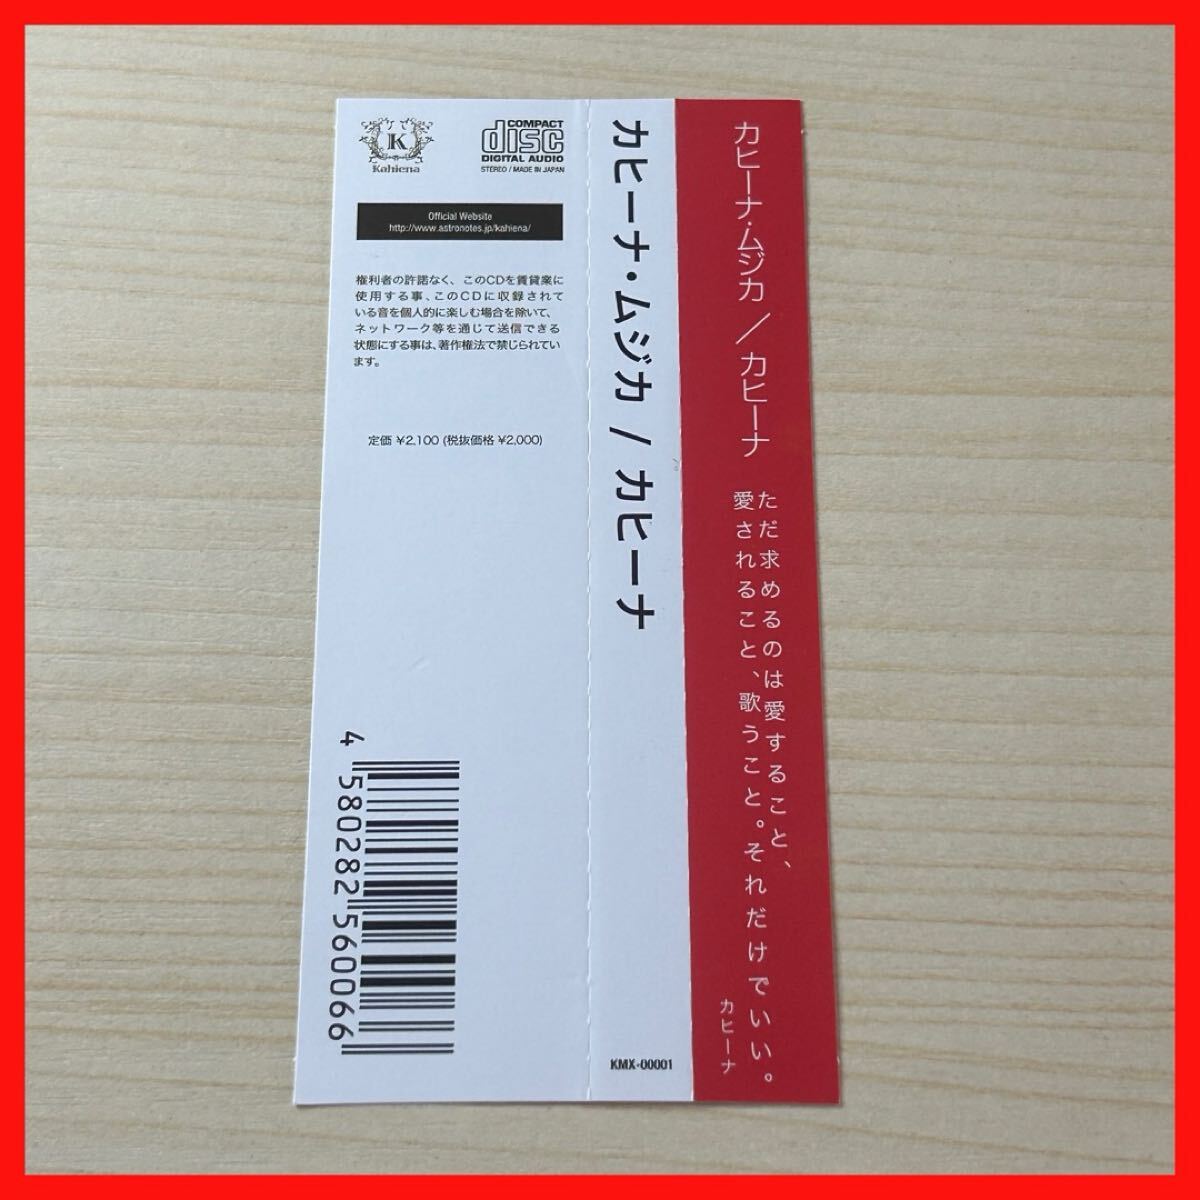 K
Kahiena
COMPACT
disc
DIGITAL AUDIO
STEREO / MADE IN JAPAN
Official Website
http://www.astronotes.jp/kahiena/
権利者の許諾なく、このCDを賃貸業に
使用する事、このCDに収録されて
いる音を個人的に楽しむ場合を除いて、
ネットワーク等を通じて送信できる
状態にする事は、著作権法で禁じられてい
ます。
定価 ¥2,100 (税抜価格 ¥2,000)
4 580282 560066
カヒーナ・ムジカ / カヒーナ
KMX-00001
カヒーナ・ムジカ／カヒーナ
ただ求めるのは愛すること、
愛されること、歌うこと。それだけでいい。
カヒーナ